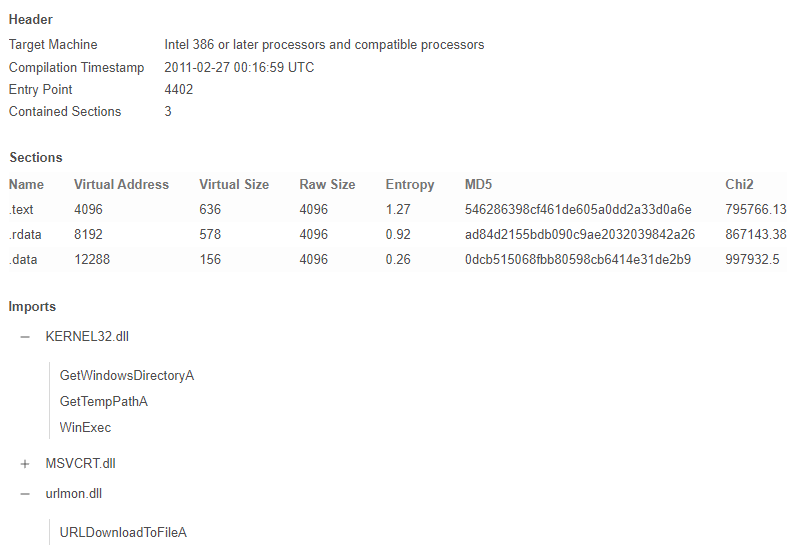 Header
Target Machine Intel 386 or later processors and compatible processors
Compilation Timestamp 2011-02-27 00:16:59 UTC
Entry Point 4402
Contained Sections 3
Sections
Name Virtual Address Virtual Size Raw Size Entropy MD5 Chi2
.text 4096 636 4096 1.27 546286398cf461de605a0dd2a33d0a6e 795766.13
.rdata 8192 578 4096 0.92 ad84d2155bdb090c9ae2032039842a26 867143.38
.data 12288 156 4096 0.26 0dcb515068fbb80598cb6414e31de2b9 997932.5
Imports
− KERNEL32.dll
GetWindowsDirectoryA
GetTempPathA
WinExec
+ MSVCRT.dll
− urlmon.dll
URLDownloadToFileA